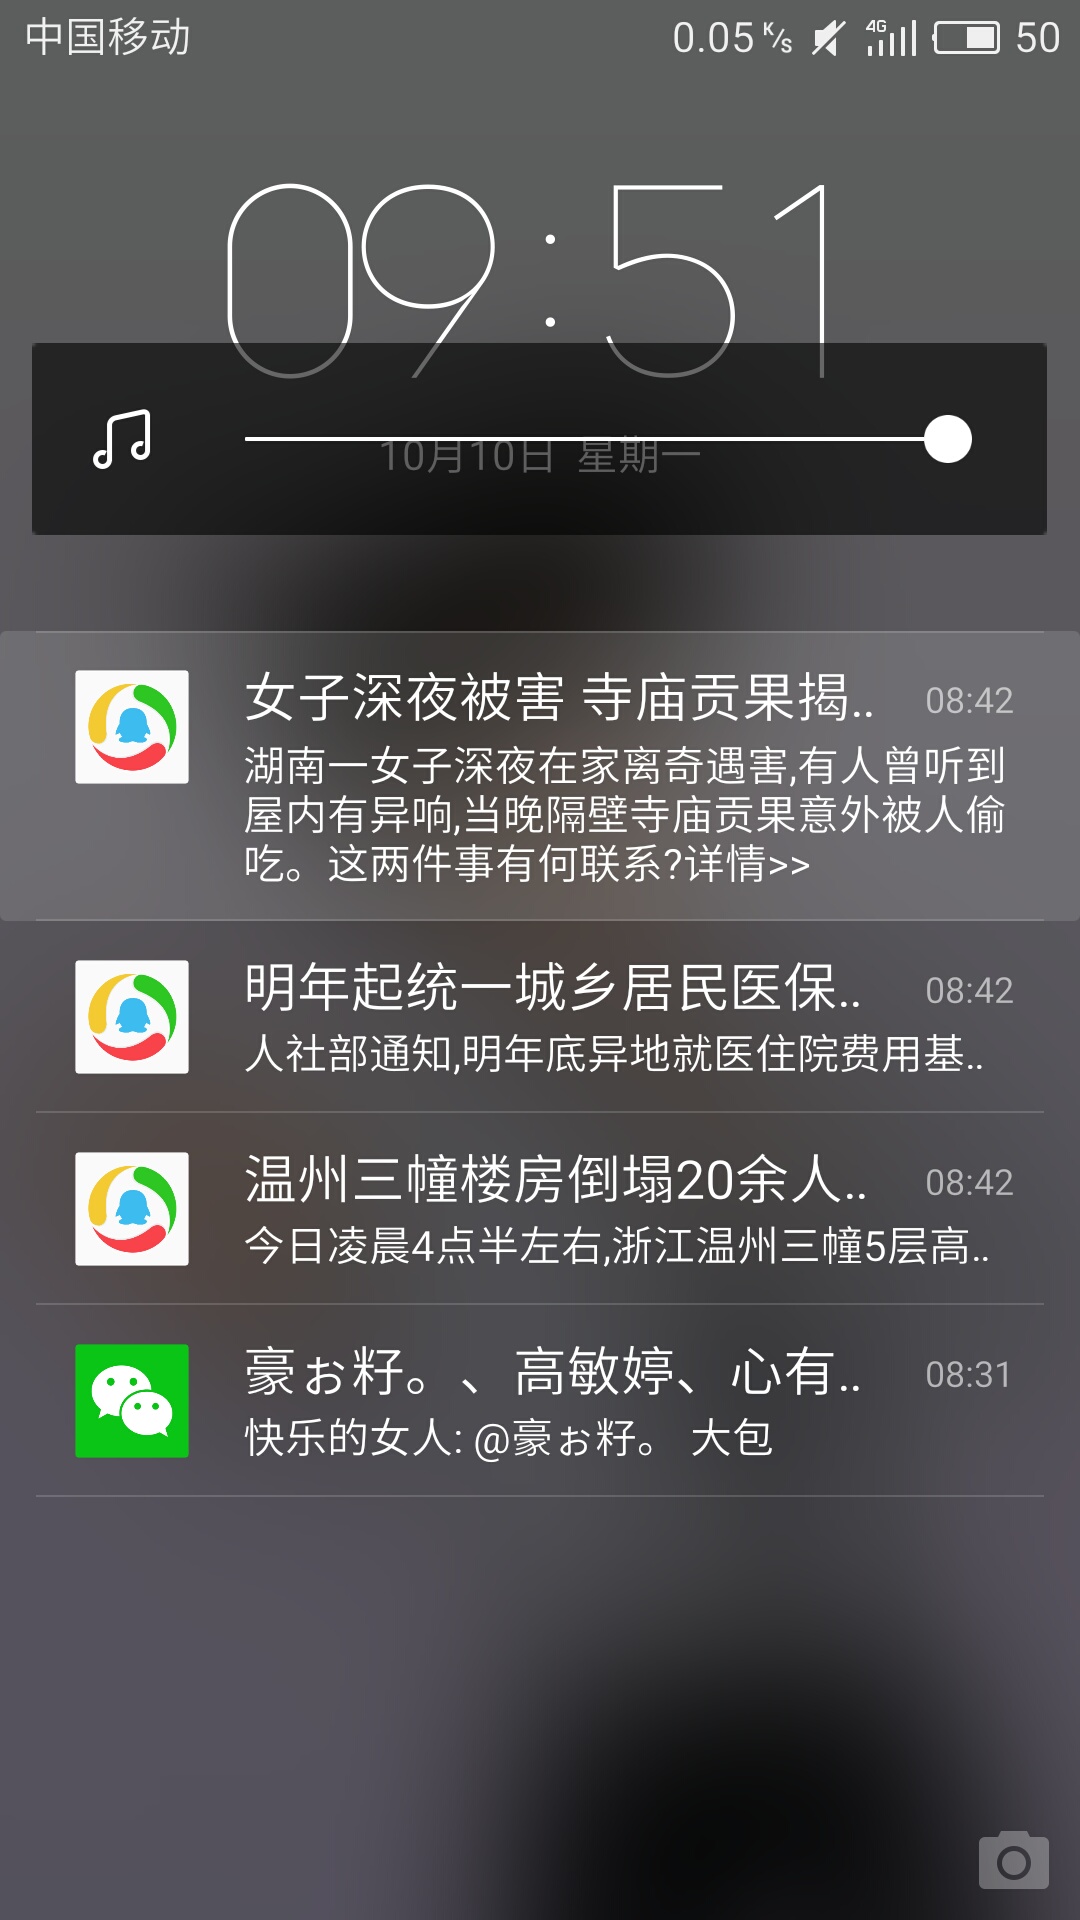 中国移动
0.05 K/s 4G 50
09:51
10月10日 星期一
女子深夜被害 寺庙贡果揭.. 08:42
湖南一女子深夜在家离奇遇害,有人曾听到
屋内有异响,当晚隔壁寺庙贡果意外被人偷
吃。这两件事有何联系?详情>>
明年起统一城乡居民医保.. 08:42
人社部通知,明年底异地就医住院费用基..
温州三幢楼房倒塌20余人.. 08:42
今日凌晨4点半左右,浙江温州三幢5层高..
豪ぉ籽。、高敏婷、心有.. 08:31
快乐的女人: @豪ぉ籽。 大包